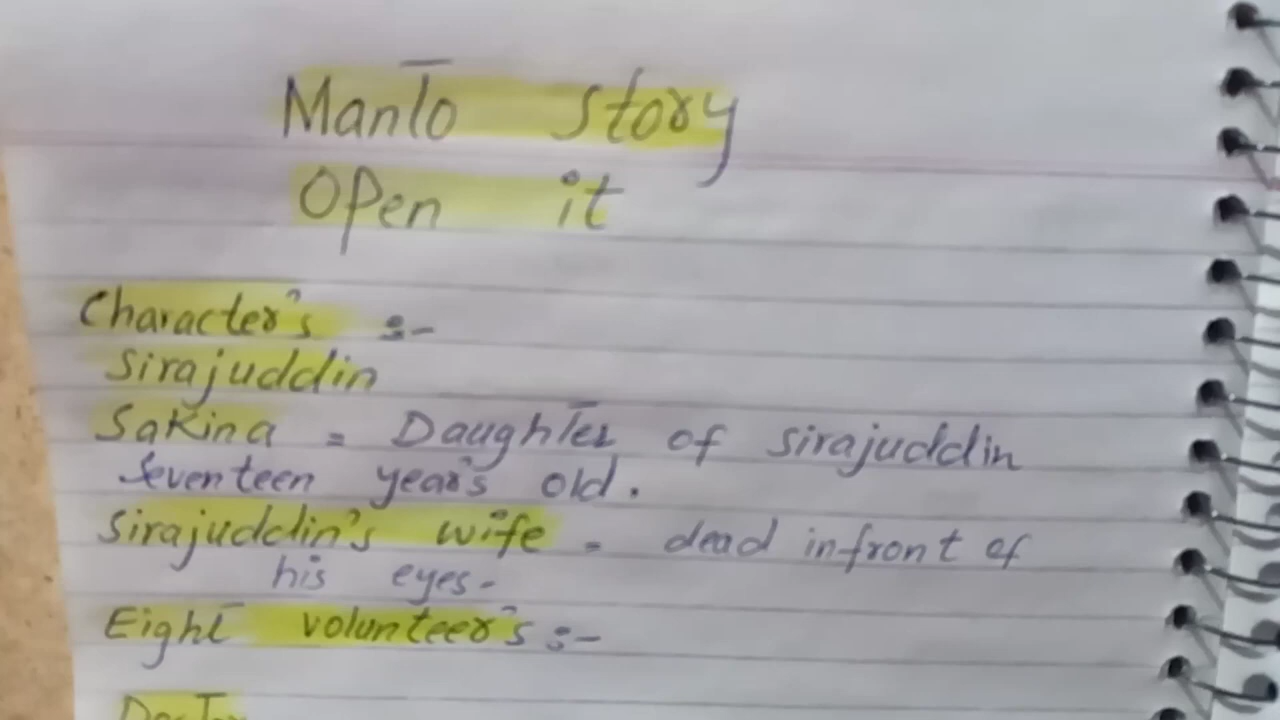 Manto story
Open it
Character's :-
Sirajuddin
Sakina = Daughter of sirajuddin
Seventeen year's old.
Sirajuddin's wife = dead infront of
his eyes-
Eight volunteer's :-
Doctor